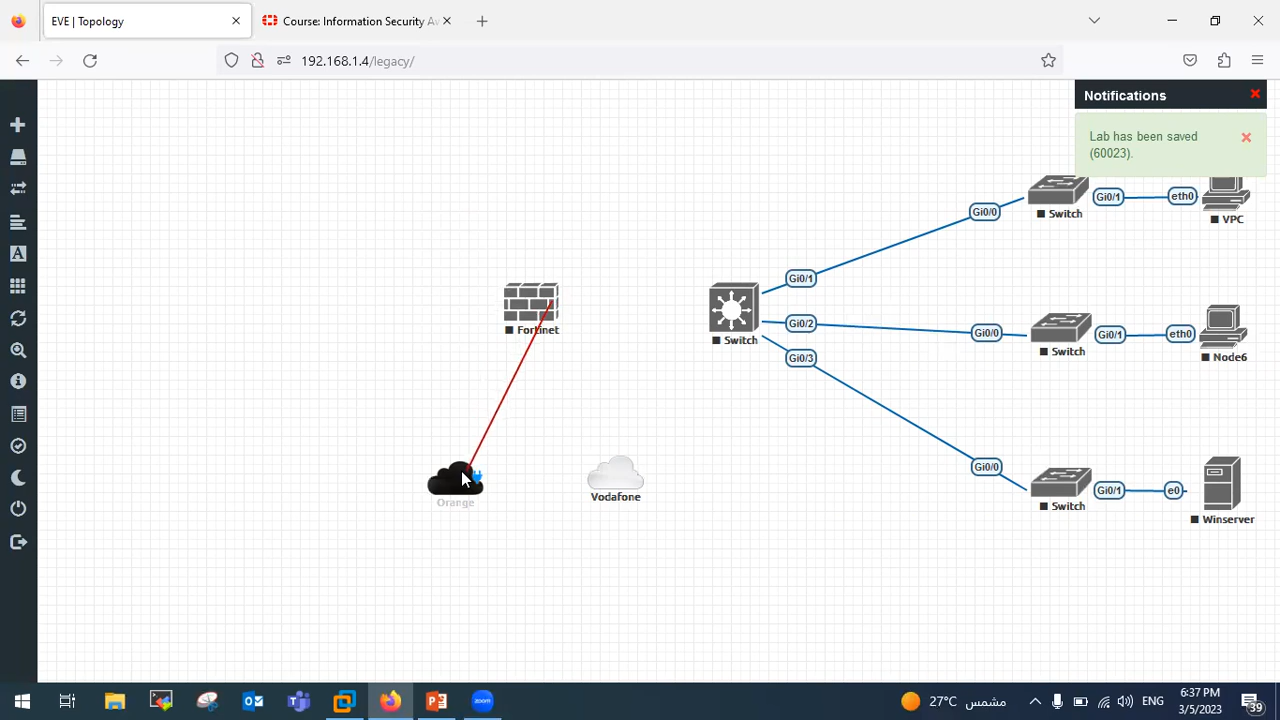 EVE | Topology
Course: Information Security Av
192.168.1.4/legacy/
Notifications
Lab has been saved
(60023).
Gi0/0
Switch
Gi0/1
eth0
VPC
Gi0/1
Fortinet
Switch
Gi0/2
Gi0/0
Switch
Gi0/1
eth0
Node6
Gi0/3
Gi0/0
Switch
Gi0/1
e0
Winserver
Orange
Vodafone
27°C مشمس
ENG
6:37 PM
3/5/2023
39